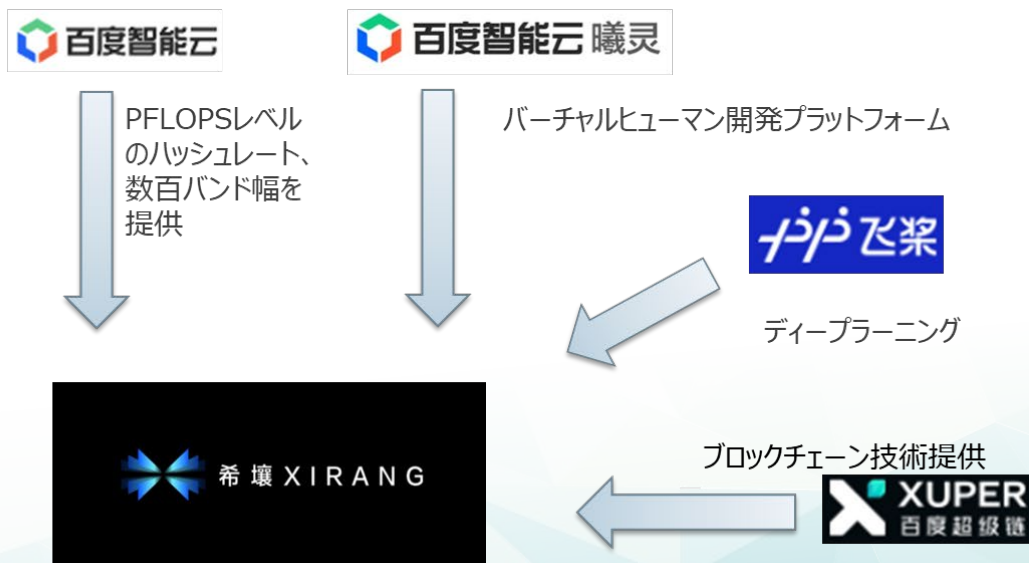 百度智能云
百度智能云 曦灵
PFLOPSレベル
のハッシュレート、
数百バンド幅を
提供
バーチャルヒューマン開発プラットフォーム
飞桨
ディープラーニング
希壤 XIRANG
ブロックチェーン技術提供
XUPER
百度超级链